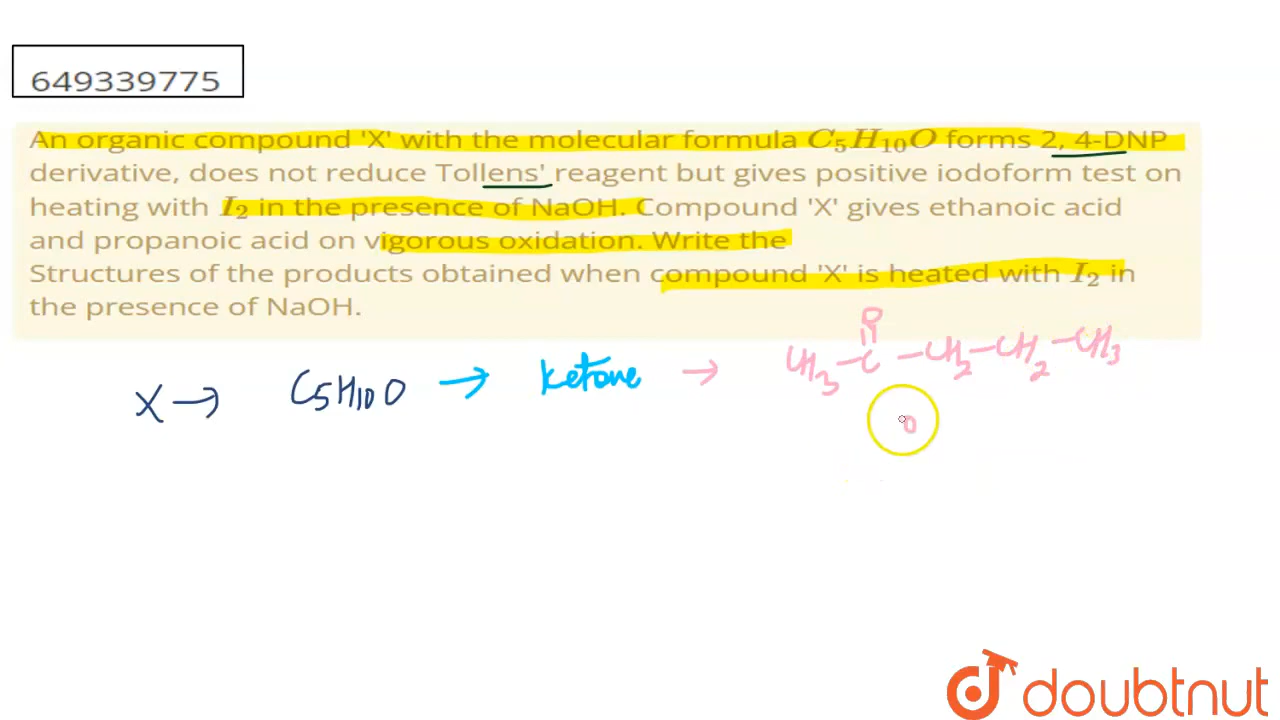 649339775
An organic compound 'X' with the molecular formula C₅H₁₀O forms 2, 4-DNP
derivative, does not reduce Tollens' reagent but gives positive iodoform test on
heating with I₂ in the presence of NaOH. Compound 'X' gives ethanoic acid
and propanoic acid on vigorous oxidation. Write the
Structures of the products obtained when compound 'X' is heated with I₂ in
the presence of NaOH.
O
X → C₅H₁₀O → Ketone → CH₃ – C – CH₂ – CH₂ – CH₃
O
doubtnut